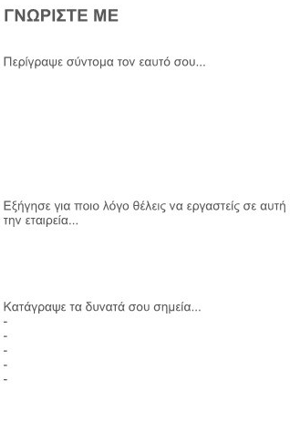 ΓΝΩΡΙΣΤΕ ΜΕ
Περίγραψε σύντομα τον εαυτό σου...
Εξήγησε για ποιο λόγο θέλεις να εργαστείς σε αυτή
την εταιρεία...
Κατάγραψε τα δυνατά σου σημεία...
-
-
-
-
-